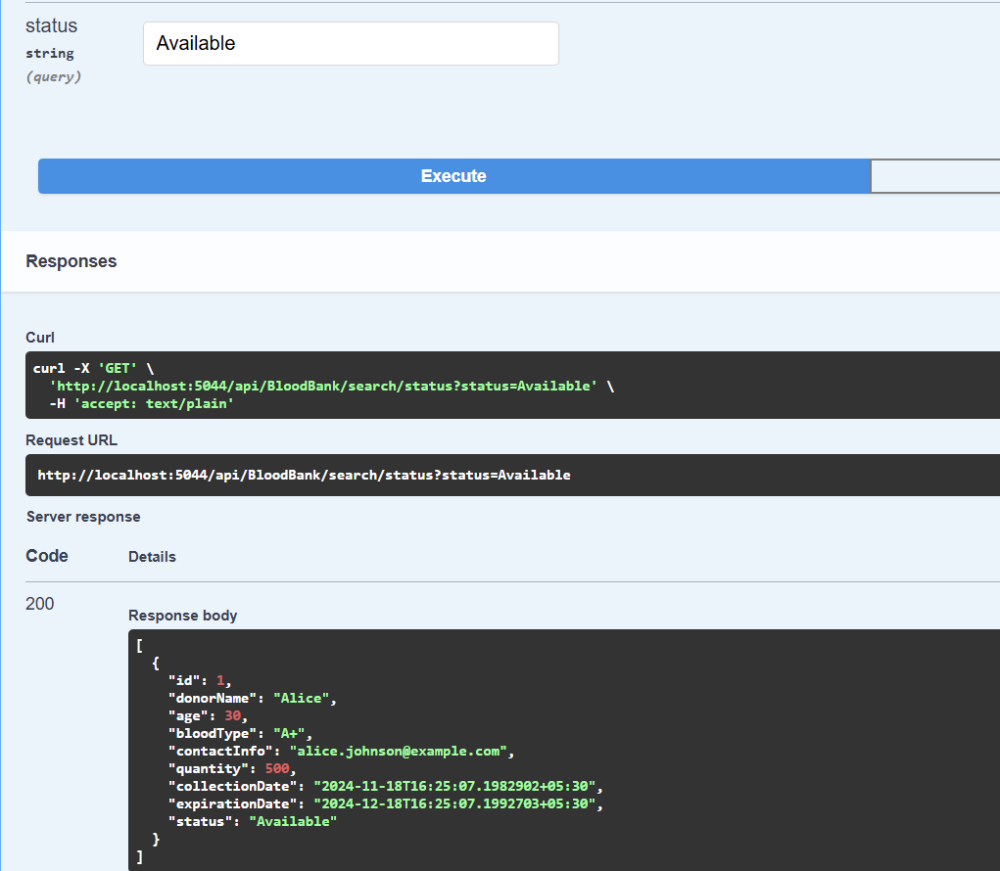 status
string
(query)
Available
Execute
Responses
Curl
curl -X 'GET' \
  'http://localhost:5044/api/BloodBank/search/status?status=Available' \
  -H 'accept: text/plain'
Request URL
http://localhost:5044/api/BloodBank/search/status?status=Available
Server response
Code Details
200
Response body
[
  {
    "id": 1,
    "donorName": "Alice",
    "age": 30,
    "bloodType": "A+",
    "contactInfo": "alice.johnson@example.com",
    "quantity": 500,
    "collectionDate": "2024-11-18T16:25:07.1982902+05:30",
    "expirationDate": "2024-12-18T16:25:07.1992703+05:30",
    "status": "Available"
  }
]